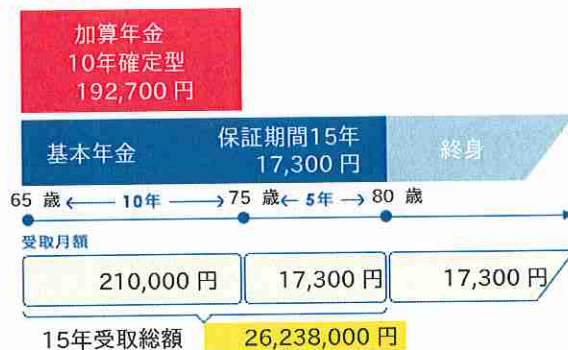 加算年金
10年確定型
192,700 円
基本年金
保証期間15年
17,300 円
終身
65 歳 ← 10年 → 75 歳 ← 5年 → 80 歳
受取月額
210,000 円 17,300 円 17,300 円
15年受取総額 26,238,000 円